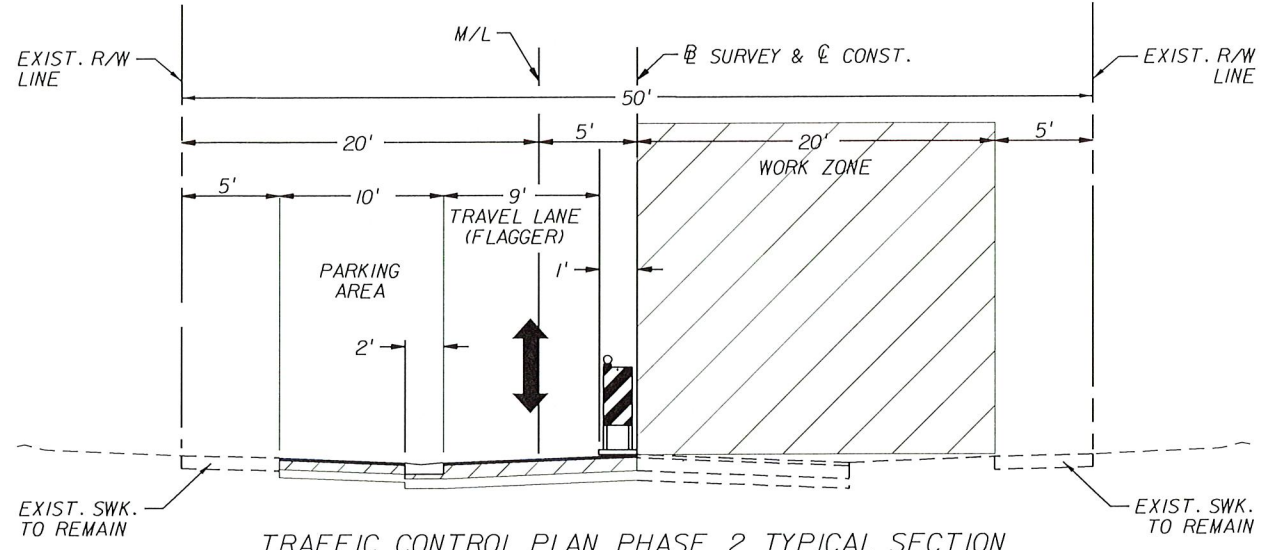 M/L
EXIST. R/W
LINE
℄ SURVEY & ℄ CONST.
EXIST. R/W
LINE
50'
20'
5'
20'
5'
WORK ZONE
5'
10'
9'
TRAVEL LANE
(FLAGGER)
1'
PARKING
AREA
2'
EXIST. SWK.
TO REMAIN
EXIST. SWK.
TO REMAIN
TRAFFIC CONTROL PLAN PHASE 2 TYPICAL SECTION